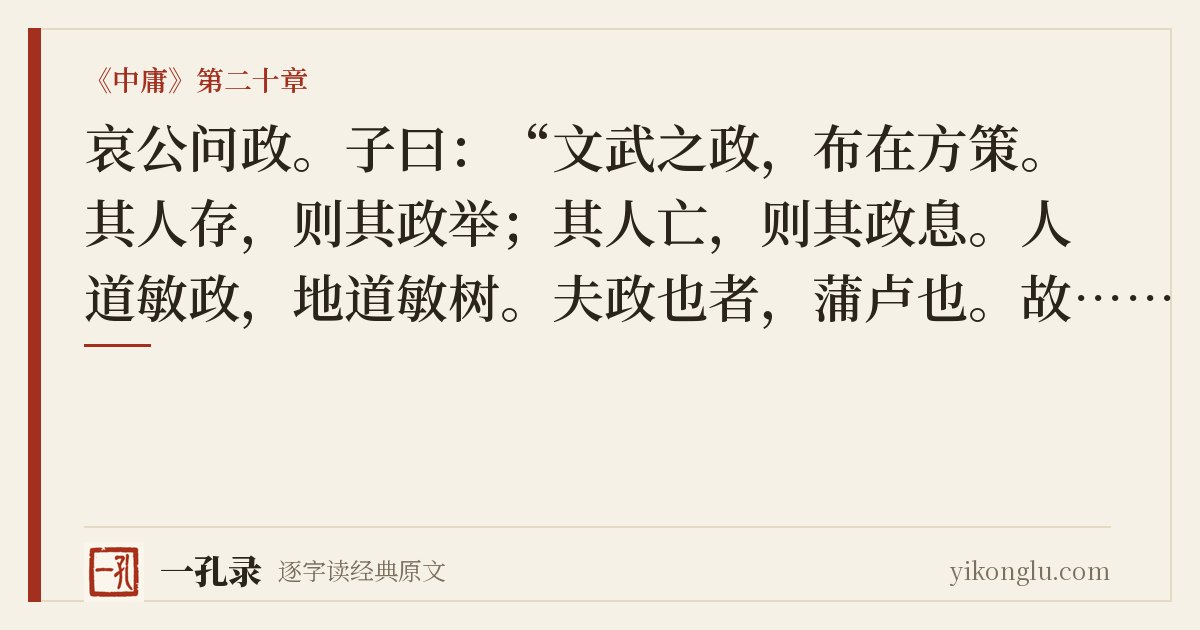 《中庸》第二十章
哀公问政。子曰：“文武之政，布在方策。
其人存，则其政举；其人亡，则其政息。人
道敏政，地道敏树。夫政也者，蒲卢也。故……
一孔
一孔录 逐字读经典原文 yikonglu.com